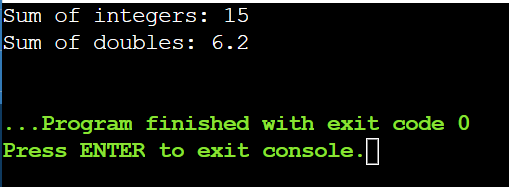 Sum of integers: 15
Sum of doubles: 6.2
...Program finished with exit code 0
Press ENTER to exit console.